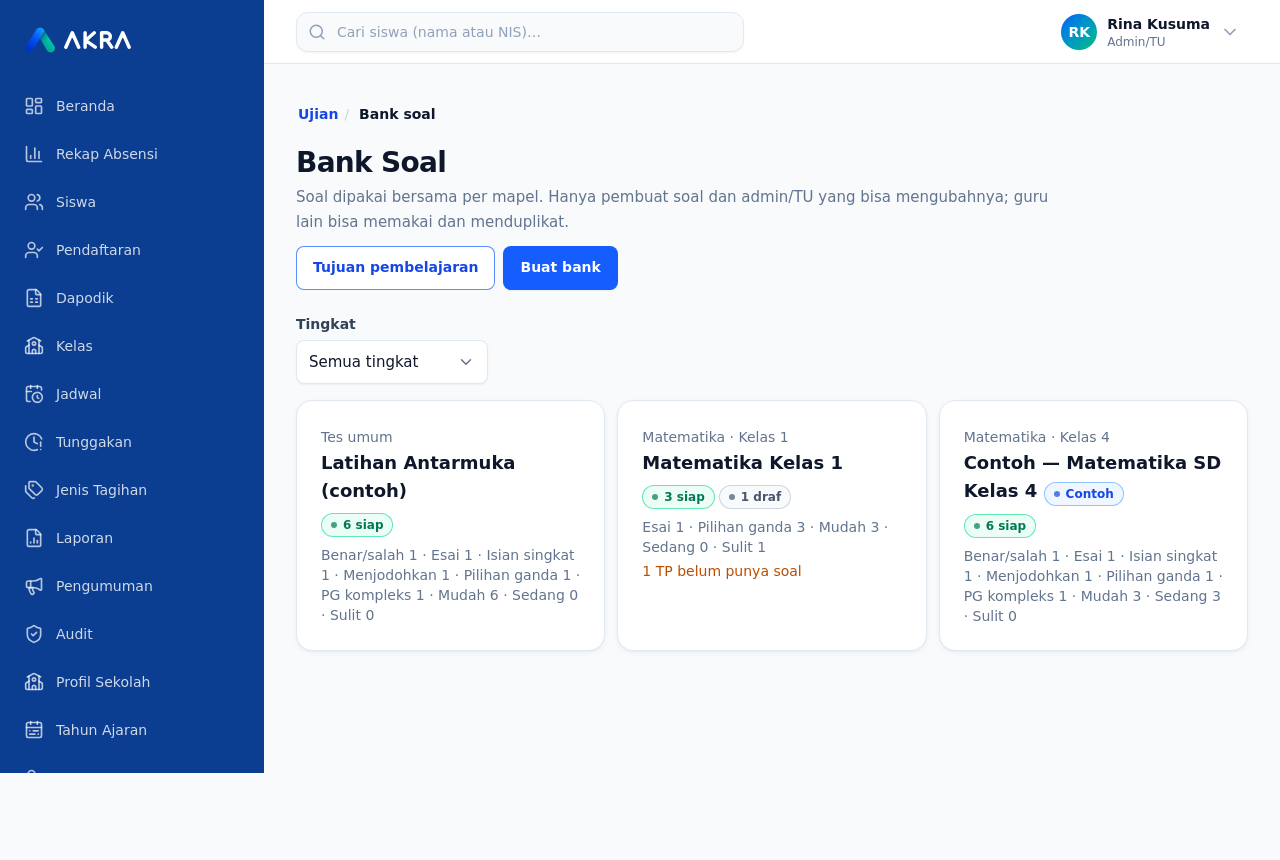 AKRA
Cari siswa (nama atau NIS)...
RK
Rina Kusuma
Admin/TU
Beranda
Rekap Absensi
Siswa
Pendaftaran
Dapodik
Kelas
Jadwal
Tunggakan
Jenis Tagihan
Laporan
Pengumuman
Audit
Profil Sekolah
Tahun Ajaran
Ujian / Bank soal
Bank Soal
Soal dipakai bersama per mapel. Hanya pembuat soal dan admin/TU yang bisa mengubahnya; guru
lain bisa memakai dan menduplikat.
Tujuan pembelajaran
Buat bank
Tingkat
Semua tingkat
Tes umum
Latihan Antarmuka
(contoh)
6 siap
Benar/salah 1 · Esai 1 · Isian singkat
1 · Menjodohkan 1 · Pilihan ganda 1 ·
PG kompleks 1 · Mudah 6 · Sedang 0
· Sulit 0
Matematika · Kelas 1
Matematika Kelas 1
3 siap
1 draf
Esai 1 · Pilihan ganda 3 · Mudah 3 ·
Sedang 0 · Sulit 1
1 TP belum punya soal
Matematika · Kelas 4
Contoh — Matematika SD
Kelas 4 Contoh
6 siap
Benar/salah 1 · Esai 1 · Isian singkat
1 · Menjodohkan 1 · Pilihan ganda 1 ·
PG kompleks 1 · Mudah 3 · Sedang 3
· Sulit 0